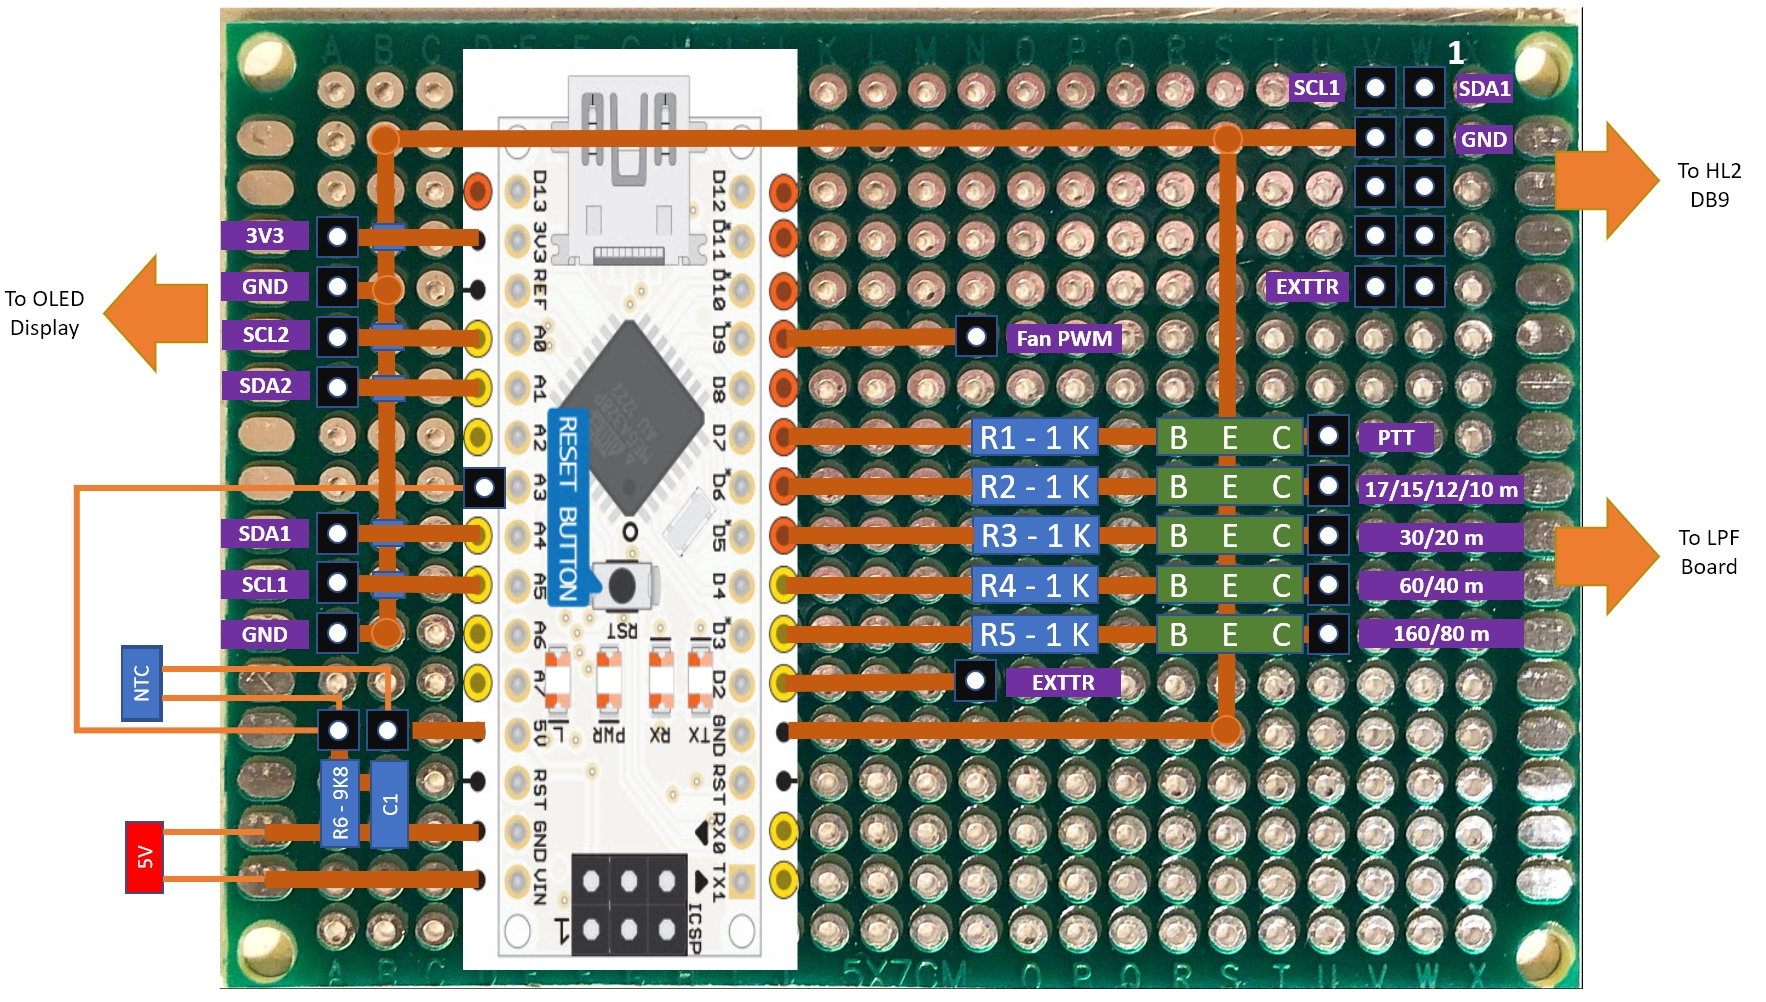 A B C D E F G K L M N O P Q R S T U V W X
1
SCL1 SDA1
GND
To HL2
DB9
EXTTR
3V3
GND
SCL2
SDA2
To OLED
Display
SDA1
SCL1
GND
NTC
R6 - 9K8
C1
5V
D13
3V3
REF
A0
A1
A2
A3
A4
A5
A6
A7
5V
RST
GND
VIN
D12
D11
D10
D9
D8
D7
D6
D5
D4
D3
D2
GND
RST
RX0
TX1
RESET BUTTON
RST
L PWR RX TX
1 ICSP
Fan PWM
R1 - 1 K B E C PTT
R2 - 1 K B E C 17/15/12/10 m
R3 - 1 K B E C 30/20 m
R4 - 1 K B E C 60/40 m
R5 - 1 K B E C 160/80 m
EXTTR
To LPF
Board
A B C 5X7CM O P Q R S T U V W X